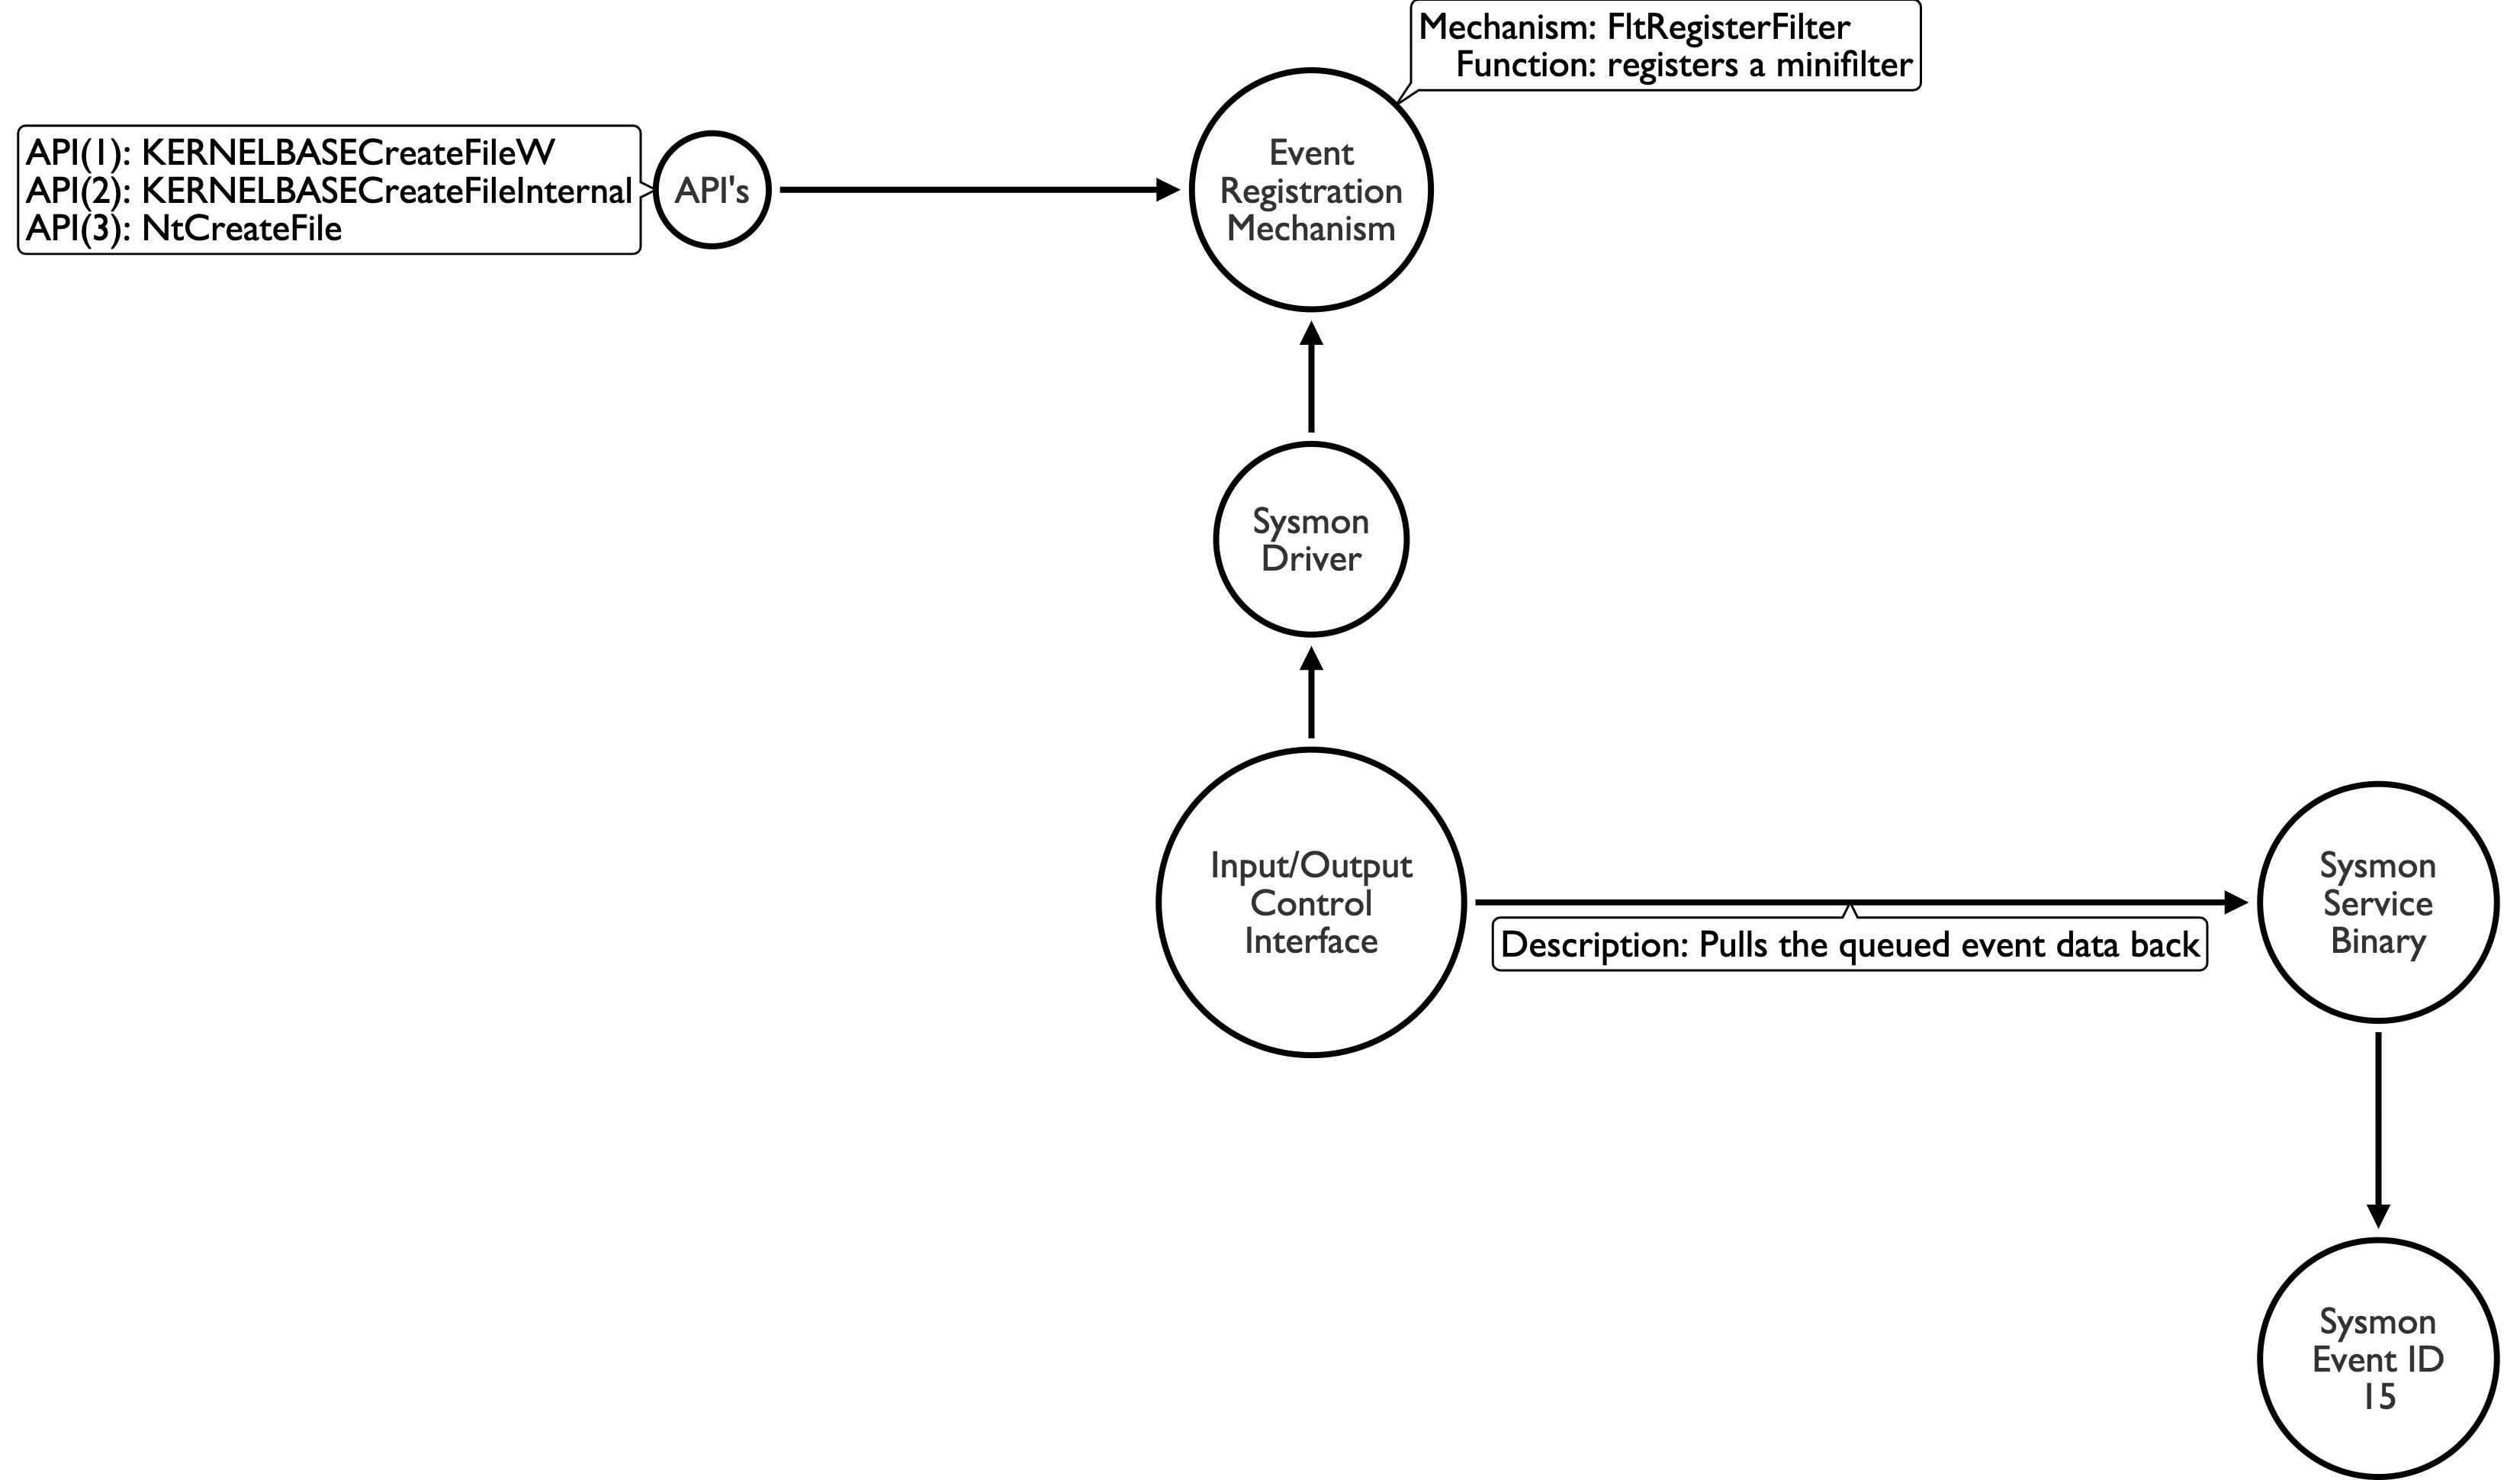 Mechanism: FltRegisterFilter
Function: registers a minifilter
API(1): KERNELBASECreateFileW
API(2): KERNELBASECreateFileInternal
API(3): NtCreateFile
API's
Event
Registration
Mechanism
Sysmon
Driver
Input/Output
Control
Interface
Description: Pulls the queued event data back
Sysmon
Service
Binary
Sysmon
Event ID
15